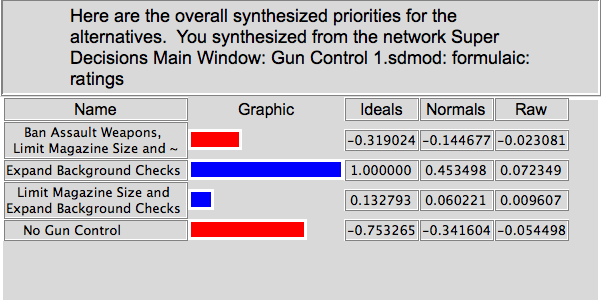 Here are the overall synthesized priorities for the
alternatives.  You synthesized from the network Super
Decisions Main Window: Gun Control 1.sdmod: formulaic:
ratings
Name Graphic Ideals Normals Raw
Ban Assault Weapons,
Limit Magazine Size and ~ -0.319024 -0.144677 -0.023081
Expand Background Checks 1.000000 0.453498 0.072349
Limit Magazine Size and
Expand Background Checks 0.132793 0.060221 0.009607
No Gun Control -0.753265 -0.341604 -0.054498